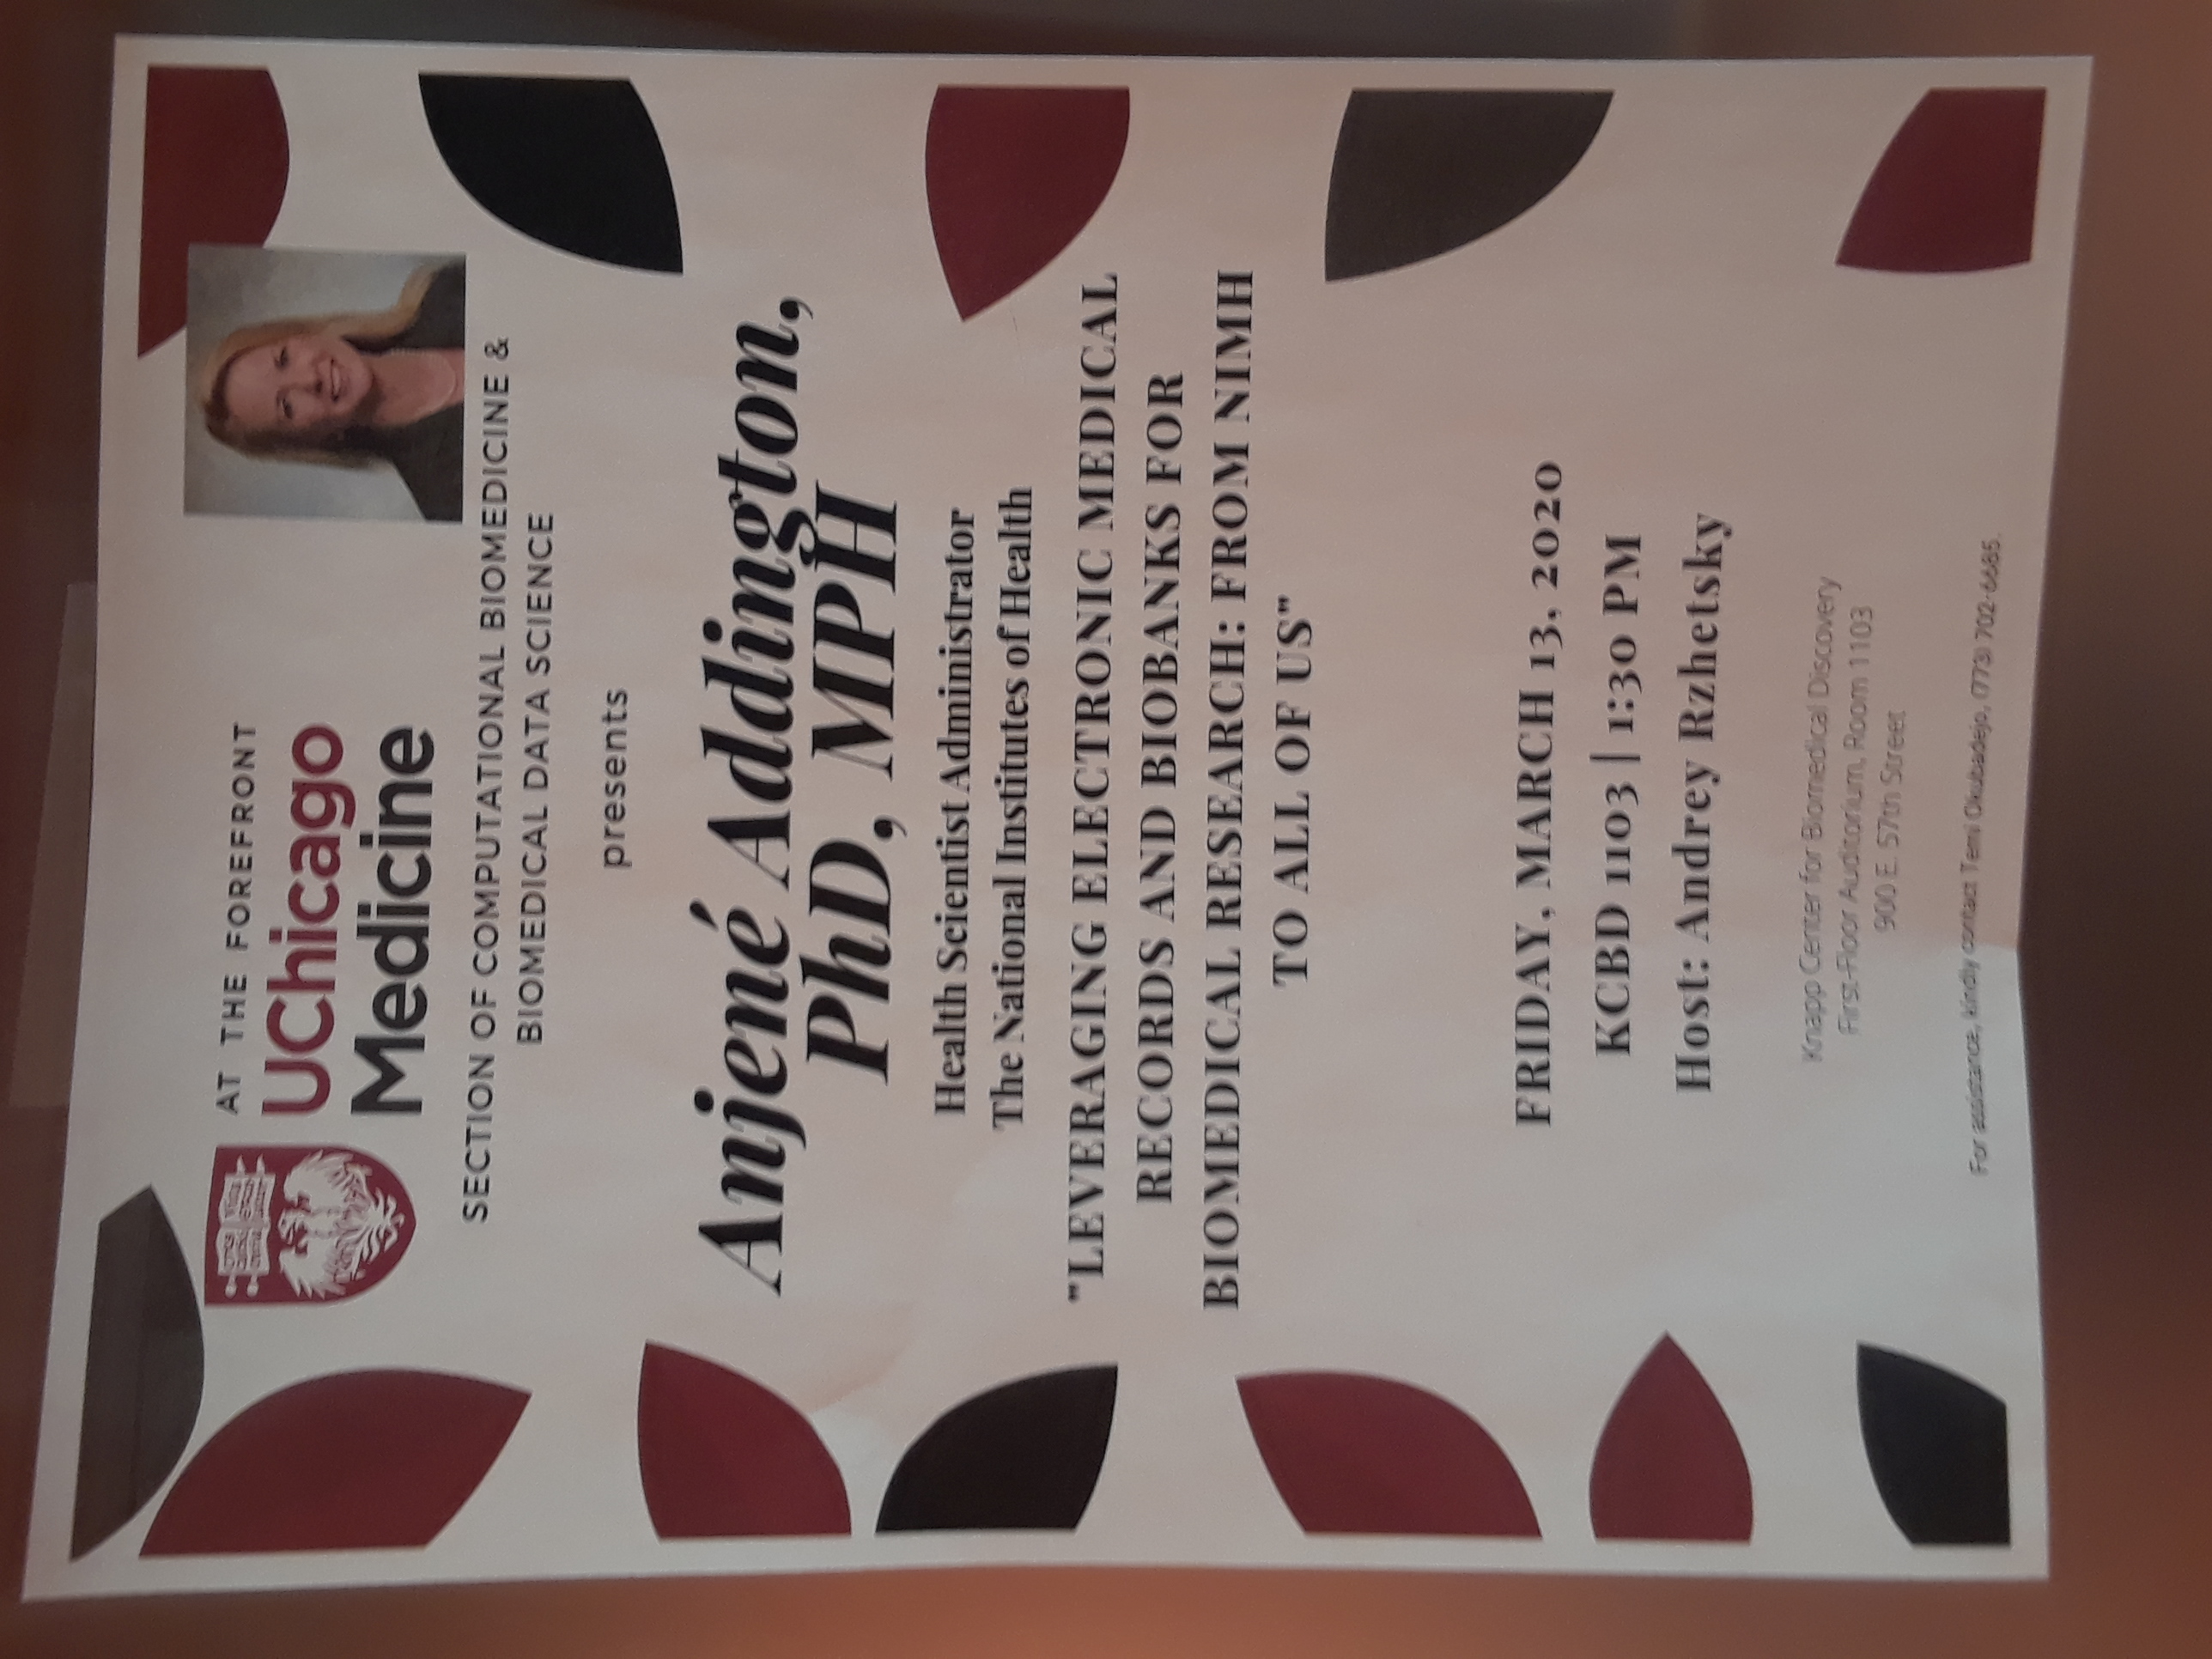 AT THE FOREFRONT
UChicago
Medicine
SECTION OF COMPUTATIONAL BIOMEDICINE &
BIOMEDICAL DATA SCIENCE
presents
Anjené Addington,
PhD, MPH
Health Scientist Administrator
The National Institutes of Health
"LEVERAGING ELECTRONIC MEDICAL
RECORDS AND BIOBANKS FOR
BIOMEDICAL RESEARCH: FROM NIMH
TO ALL OF US"
FRIDAY, MARCH 13, 2020
KCBD 1103 | 1:30 PM
Host: Andrey Rzhetsky
Knapp Center for Biomedical Discovery
First-Floor Auditorium, Room 1103
900 E. 57th Street
For assistance, kindly contact Temi Okubadejo, (773) 702-6685.